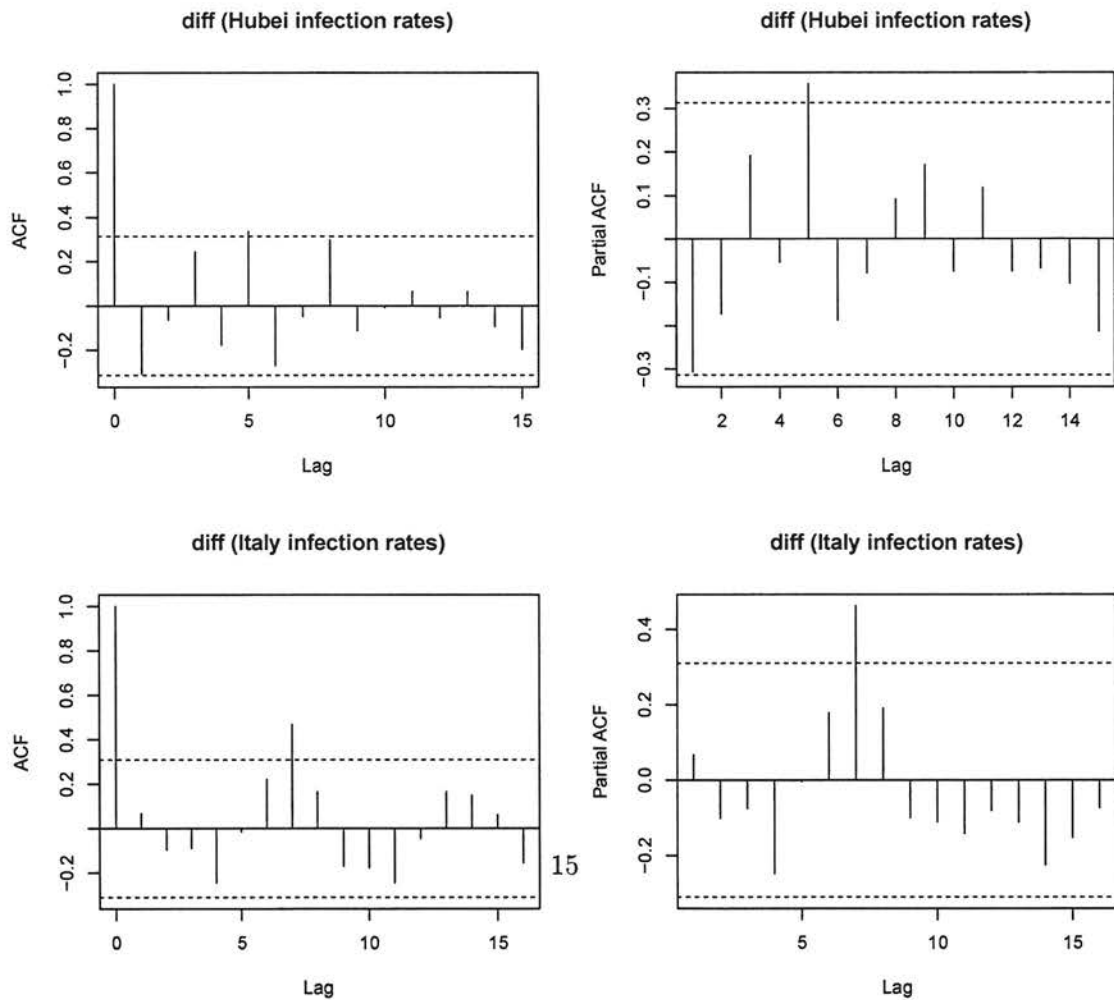 diff (Hubei infection rates)
ACF
1.0
0.8
0.6
0.4
0.2
−0.2
0 5 10 15
Lag
diff (Hubei infection rates)
Partial ACF
0.3
0.2
0.1
−0.1
−0.3
2 4 6 8 10 12 14
Lag
diff (Italy infection rates)
ACF
1.0
0.8
0.6
0.4
0.2
−0.2
0 5 10 15
Lag
15
diff (Italy infection rates)
Partial ACF
0.4
0.2
0.0
−0.2
5 10 15
Lag